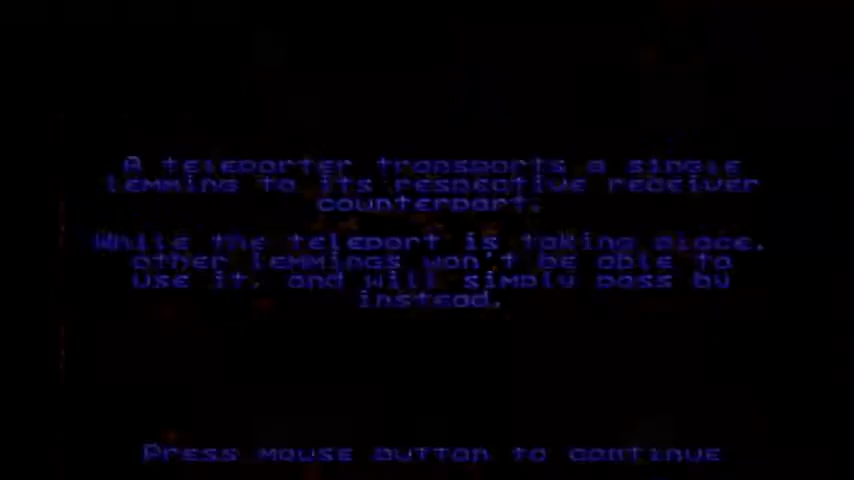 A teleporter transports a single
lemming to its respective receiver
counterpart.
While the teleport is taking place,
other lemmings won't be able to
use it, and will simply pass by
instead.
Press mouse button to continue